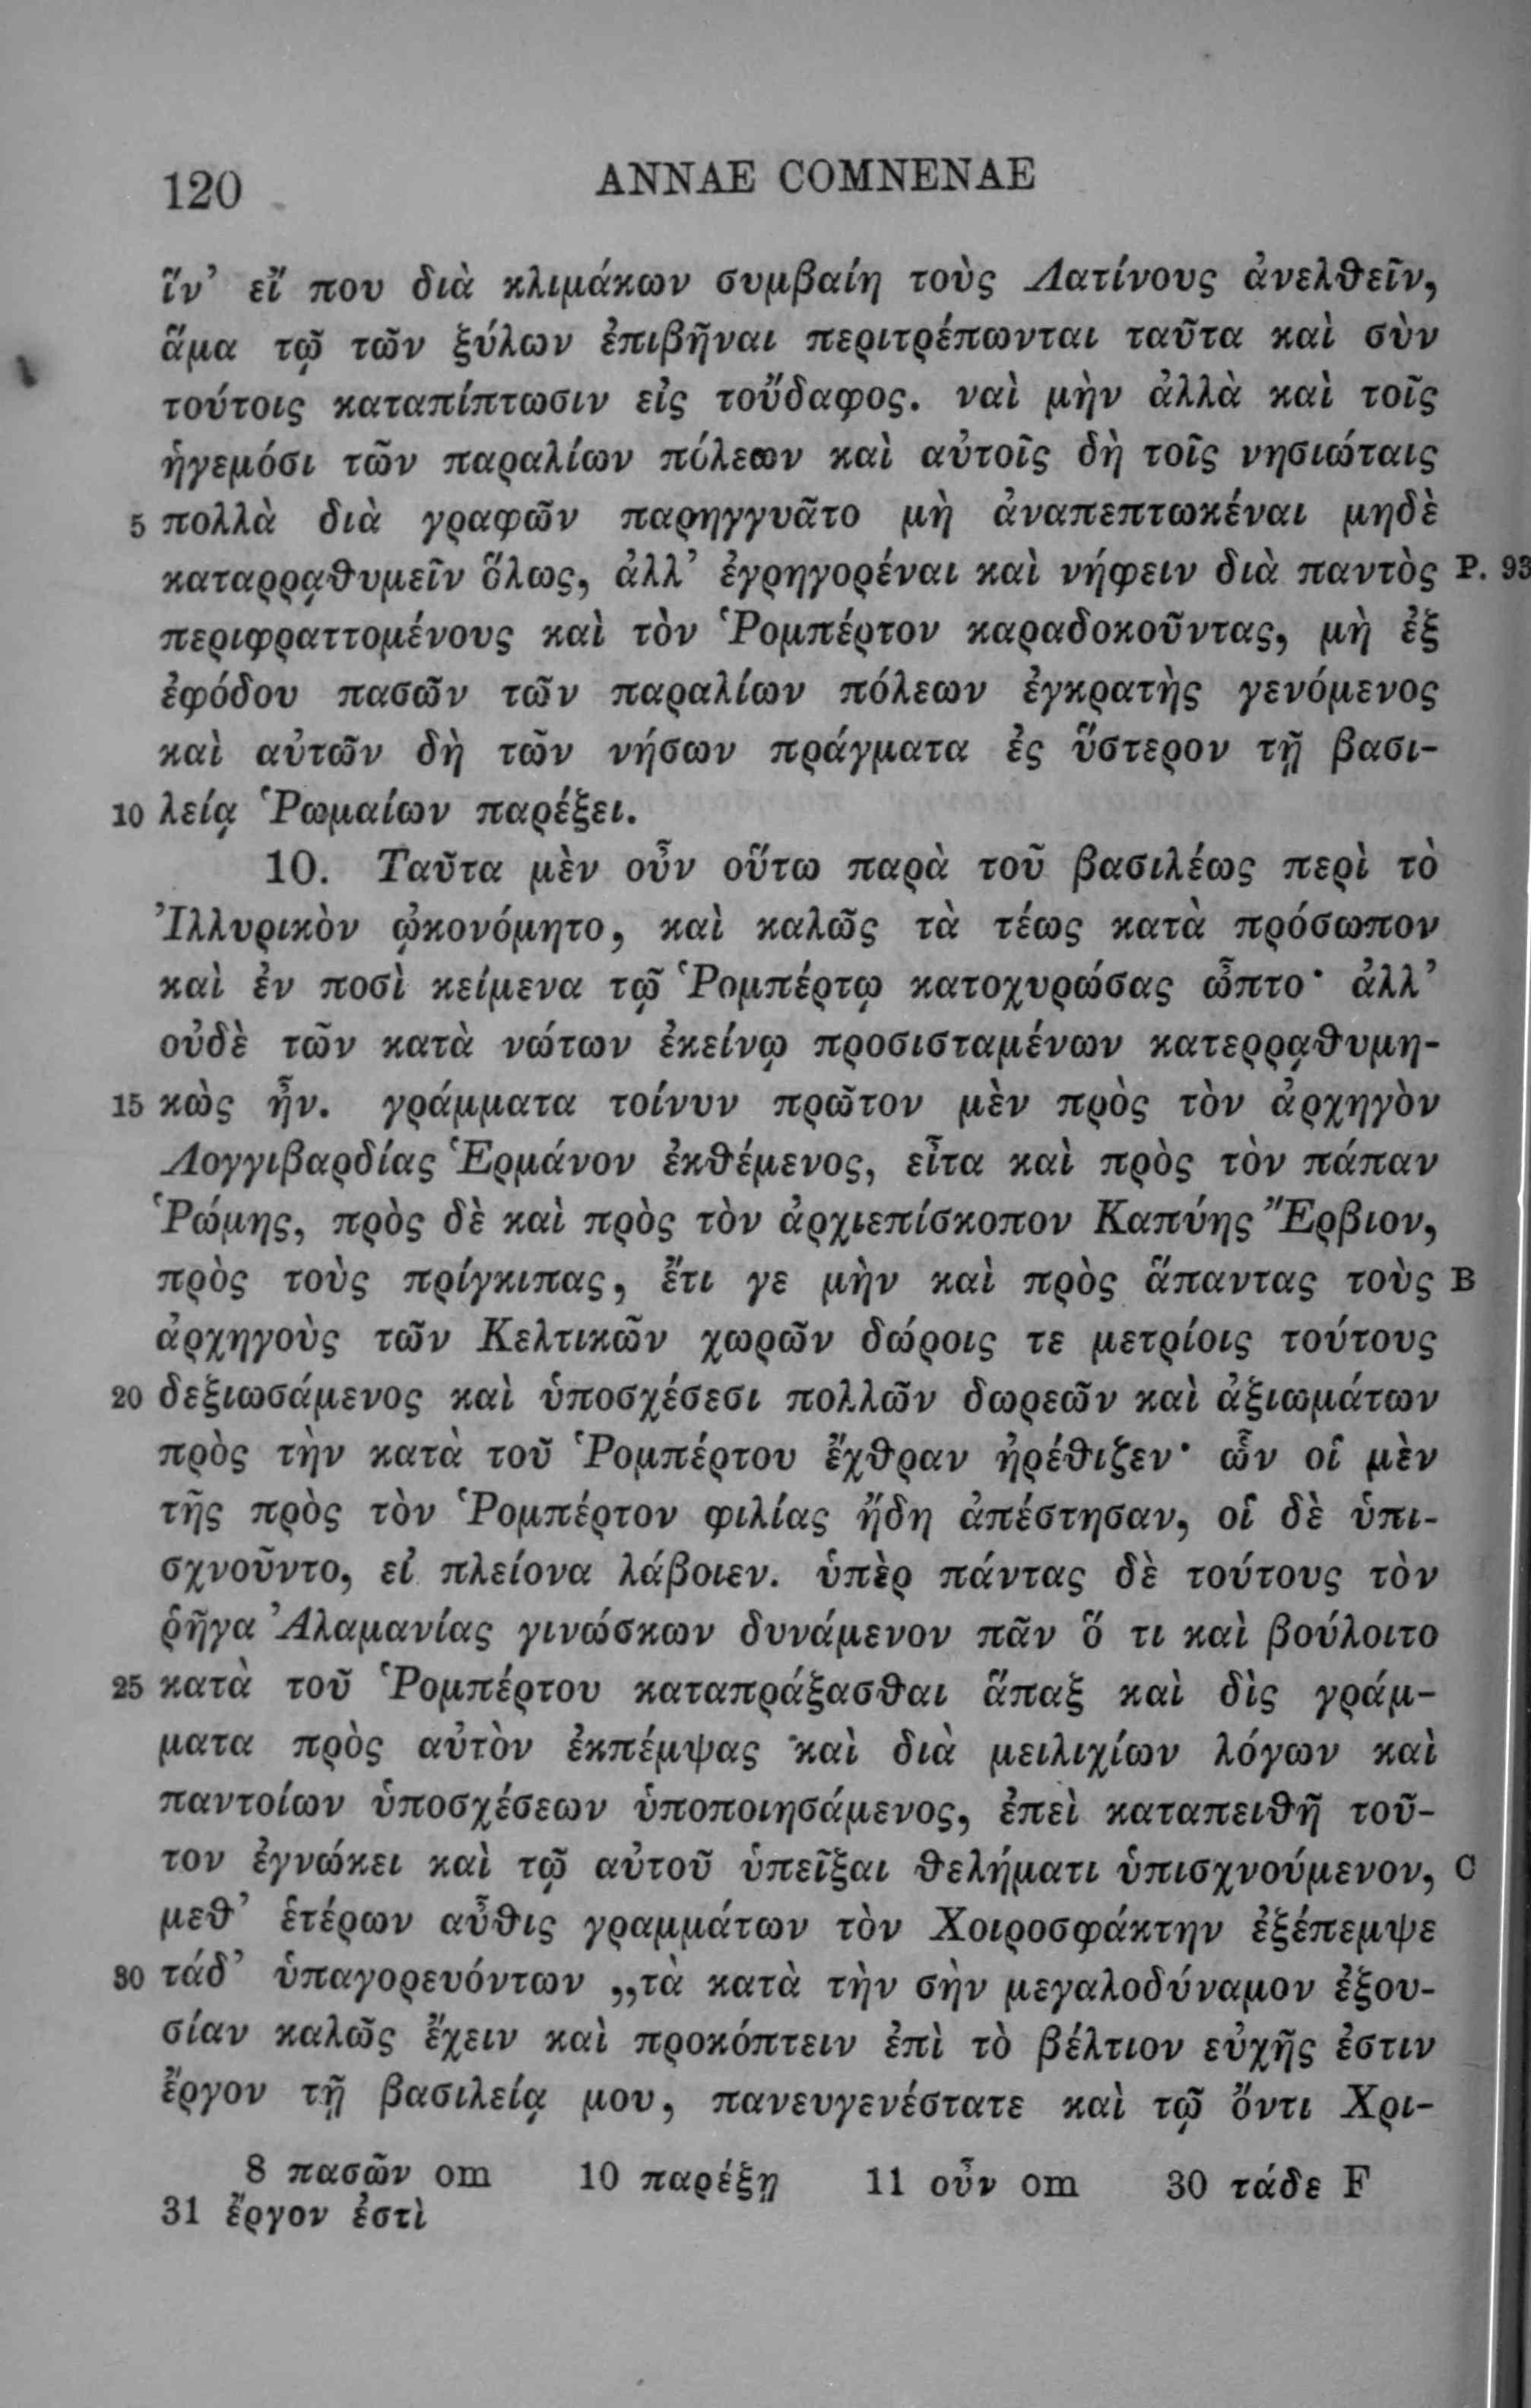 120
ANNAE COMNENAE
ἵν’ εἴ που διὰ κλιμάκων συμβαίη τοὺς Λατίνους ἀνελθεῖν,
ἅμα τῷ τῶν ξύλων ἐπιβῆναι περιτρέπωνται ταῦτα καὶ σὺν
τούτοις καταπίπτωσιν εἰς τοὔδαφος. ναὶ μὴν ἀλλὰ καὶ τοῖς
ἡγεμόσι τῶν παραλίων πόλεων καὶ αὐτοῖς δὴ τοῖς νησιώταις
5 πολλὰ διὰ γραφῶν παρηγγυᾶτο μὴ ἀναπεπτωκέναι μηδὲ
καταρρᾳθυμεῖν ὅλως, ἀλλ’ ἐγρηγορέναι καὶ νήφειν διὰ παντὸς P. 93
περιφραττομένους καὶ τὸν Ῥομπέρτον καραδοκοῦντας, μὴ ἐξ
ἐφόδου πασῶν τῶν παραλίων πόλεων ἐγκρατὴς γενόμενος
καὶ αὐτῶν δὴ τῶν νήσων πράγματα ἐς ὕστερον τῇ βασι-
10 λείᾳ Ῥωμαίων παρέξει.
10. Ταῦτα μὲν οὖν οὕτω παρὰ τοῦ βασιλέως περὶ τὸ
Ἰλλυρικὸν ᾠκονόμητο, καὶ καλῶς τὰ τέως κατὰ πρόσωπον
καὶ ἐν ποσὶ κείμενα τῷ Ῥομπέρτῳ κατοχυρώσας ὦπτο· ἀλλ’
οὐδὲ τῶν κατὰ νώτων ἐκείνῳ προσισταμένων κατερρᾳθυμη-
15 κὼς ἦν. γράμματα τοίνυν πρῶτον μὲν πρὸς τὸν ἀρχηγὸν
Λογγιβαρδίας Ἑρμάνον ἐκθέμενος, εἶτα καὶ πρὸς τὸν πάπαν
Ῥώμης, πρὸς δὲ καὶ πρὸς τὸν ἀρχιεπίσκοπον Καπύης Ἔρβιον,
πρὸς τοὺς πρίγκιπας, ἔτι γε μὴν καὶ πρὸς ἅπαντας τοὺς B
ἀρχηγοὺς τῶν Κελτικῶν χωρῶν δώροις τε μετρίοις τούτους
20 δεξιωσάμενος καὶ ὑποσχέσεσι πολλῶν δωρεῶν καὶ ἀξιωμάτων
πρὸς τὴν κατὰ τοῦ Ῥομπέρτου ἔχθραν ἠρέθιζεν· ὧν οἳ μὲν
τῆς πρὸς τὸν Ῥομπέρτον φιλίας ἤδη ἀπέστησαν, οἳ δὲ ὑπι-
σχνοῦντο, εἰ πλείονα λάβοιεν. ὑπὲρ πάντας δὲ τούτους τὸν
ῥῆγα Ἀλαμανίας γινώσκων δυνάμενον πᾶν ὅ τι καὶ βούλοιτο
25 κατὰ τοῦ Ῥομπέρτου καταπράξασθαι ἅπαξ καὶ δὶς γράμ-
ματα πρὸς αὐτὸν ἐκπέμψας καὶ διὰ μειλιχίων λόγων καὶ
παντοίων ὑποσχέσεων ὑποποιησάμενος, ἐπεὶ καταπειθῆ τοῦ-
τον ἐγνώκει καὶ τῷ αὐτοῦ ὑπεῖξαι θελήματι ὑπισχνούμενον, C
μεθ’ ἑτέρων αὖθις γραμμάτων τὸν Χοιροσφάκτην ἐξέπεμψε
30 τάδ’ ὑπαγορευόντων „τὰ κατὰ τὴν σὴν μεγαλοδύναμον ἐξου-
σίαν καλῶς ἔχειν καὶ προκόπτειν ἐπὶ τὸ βέλτιον εὐχῆς ἐστιν
ἔργον τῇ βασιλείᾳ μου, πανευγενέστατε καὶ τῷ ὄντι Χρι-
8 πασῶν om 10 παρέξῃ 11 οὖν om 30 τάδε F
31 ἔργον ἐστὶ